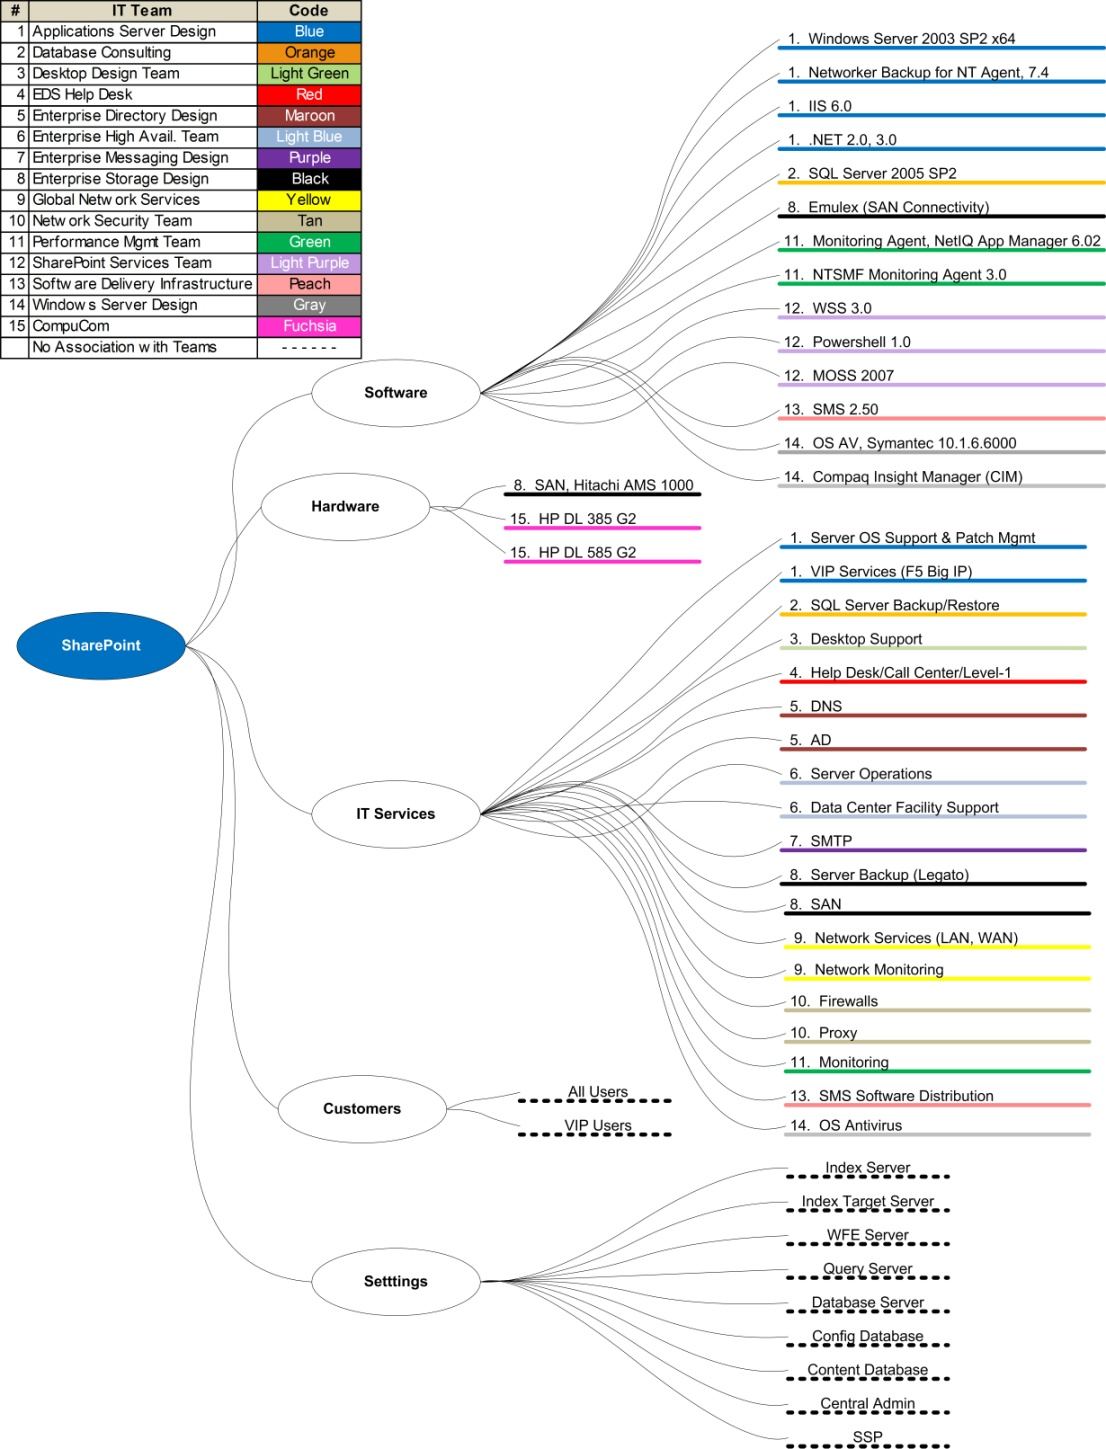 # IT Team Code
1 Applications Server Design Blue
2 Database Consulting Orange
3 Desktop Design Team Light Green
4 EDS Help Desk Red
5 Enterprise Directory Design Maroon
6 Enterprise High Avail. Team Light Blue
7 Enterprise Messaging Design Purple
8 Enterprise Storage Design Black
9 Global Network Services Yellow
10 Network Security Team Tan
11 Performance Mgmt Team Green
12 SharePoint Services Team Light Purple
13 Software Delivery Infrastructure Peach
14 Windows Server Design Gray
15 CompuCom Fuchsia
No Association with Teams - - - - - -
SharePoint
Software
1. Windows Server 2003 SP2 x64
1. Networker Backup for NT Agent, 7.4
1. IIS 6.0
1. .NET 2.0, 3.0
2. SQL Server 2005 SP2
8. Emulex (SAN Connectivity)
11. Monitoring Agent, NetIQ App Manager 6.02
11. NTSMF Monitoring Agent 3.0
12. WSS 3.0
12. Powershell 1.0
12. MOSS 2007
13. SMS 2.50
14. OS AV, Symantec 10.1.6.6000
14. Compaq Insight Manager (CIM)
Hardware
8. SAN, Hitachi AMS 1000
15. HP DL 385 G2
15. HP DL 585 G2
IT Services
1. Server OS Support & Patch Mgmt
1. VIP Services (F5 Big IP)
2. SQL Server Backup/Restore
3. Desktop Support
4. Help Desk/Call Center/Level-1
5. DNS
5. AD
6. Server Operations
6. Data Center Facility Support
7. SMTP
8. Server Backup (Legato)
8. SAN
9. Network Services (LAN, WAN)
9. Network Monitoring
10. Firewalls
10. Proxy
11. Monitoring
13. SMS Software Distribution
14. OS Antivirus
Customers
All Users
VIP Users
Setttings
Index Server
Index Target Server
WFE Server
Query Server
Database Server
Config Database
Content Database
Central Admin
SSP